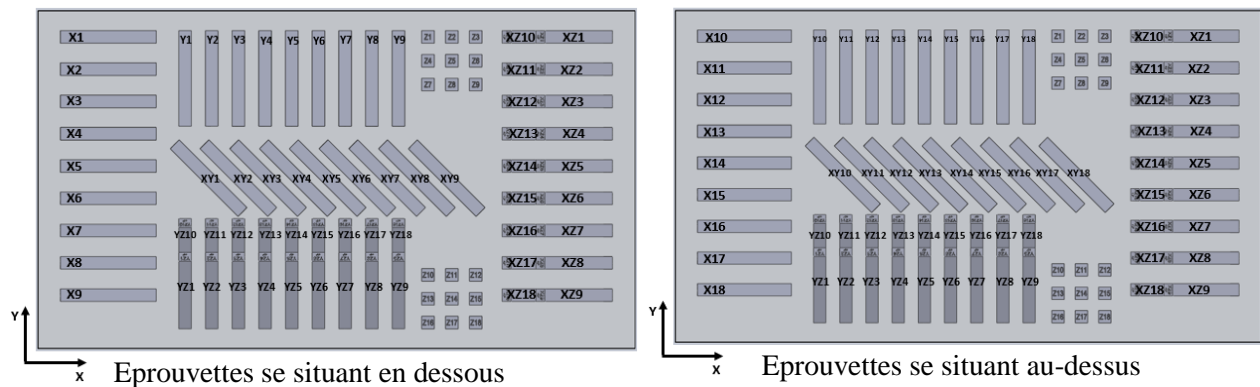 X1 Y1 Y2 Y3 Y4 Y5 Y6 Y7 Y8 Y9 Z1 Z2 Z3 XZ10 XZ1
X2 Z4 Z5 Z6 XZ11 XZ2
X3 Z7 Z8 Z9 XZ12 XZ3
X4 XZ13 XZ4
X5 XY1 XY2 XY3 XY4 XY5 XY6 XY7 XY8 XY9 XZ14 XZ5
X6 XZ15 XZ6
X7 YZ10 YZ11 YZ12 YZ13 YZ14 YZ15 YZ16 YZ17 YZ18 XZ16 XZ7
X8 Z10 Z11 Z12 XZ17 XZ8
X9 YZ1 YZ2 YZ3 YZ4 YZ5 YZ6 YZ7 YZ8 YZ9 Z13 Z14 Z15 XZ18 XZ9
Z16 Z17 Z18
Y
X
Eprouvettes se situant en dessous
X10 Y10 Y11 Y12 Y13 Y14 Y15 Y16 Y17 Y18 Z1 Z2 Z3 XZ10 XZ1
X11 Z4 Z5 Z6 XZ11 XZ2
X12 Z7 Z8 Z9 XZ12 XZ3
X13 XZ13 XZ4
X14 XY10 XY11 XY12 XY13 XY14 XY15 XY16 XY17 XY18 XZ14 XZ5
X15 XZ15 XZ6
X16 YZ10 YZ11 YZ12 YZ13 YZ14 YZ15 YZ16 YZ17 YZ18 XZ16 XZ7
X17 Z10 Z11 Z12 XZ17 XZ8
X18 YZ1 YZ2 YZ3 YZ4 YZ5 YZ6 YZ7 YZ8 YZ9 Z13 Z14 Z15 XZ18 XZ9
Z16 Z17 Z18
Y
X
Eprouvettes se situant au-dessus